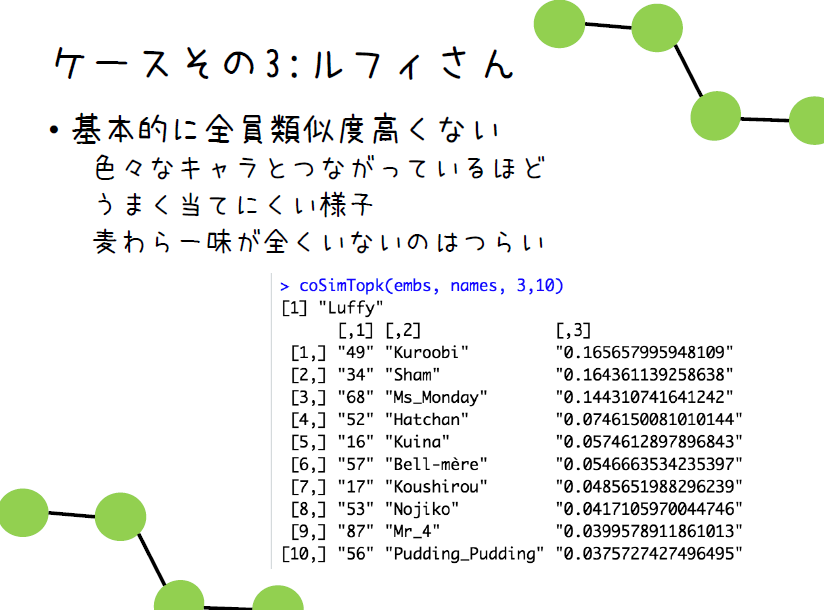 ケースその3:ルフィさん
• 基本的に全員類似度高くない
色々なキャラとつながっているほど
うまく当てにくい様子
麦わら一味が全くいないのはつらい
> coSimTopk(embs, names, 3,10)
[1] "Luffy"
[,1] [,2] [,3]
[1,] "49" "Kuroobi" "0.165657995948109"
[2,] "34" "Sham" "0.164361139258638"
[3,] "68" "Ms_Monday" "0.144310741641242"
[4,] "52" "Hatchan" "0.0746150081010144"
[5,] "16" "Kuina" "0.0574612897896843"
[6,] "57" "Bell-mère" "0.0546663534235397"
[7,] "17" "Koushirou" "0.0485651988296239"
[8,] "53" "Nojiko" "0.0417105970044746"
[9,] "87" "Mr_4" "0.0399578911861013"
[10,] "56" "Pudding_Pudding" "0.0375727427496495"